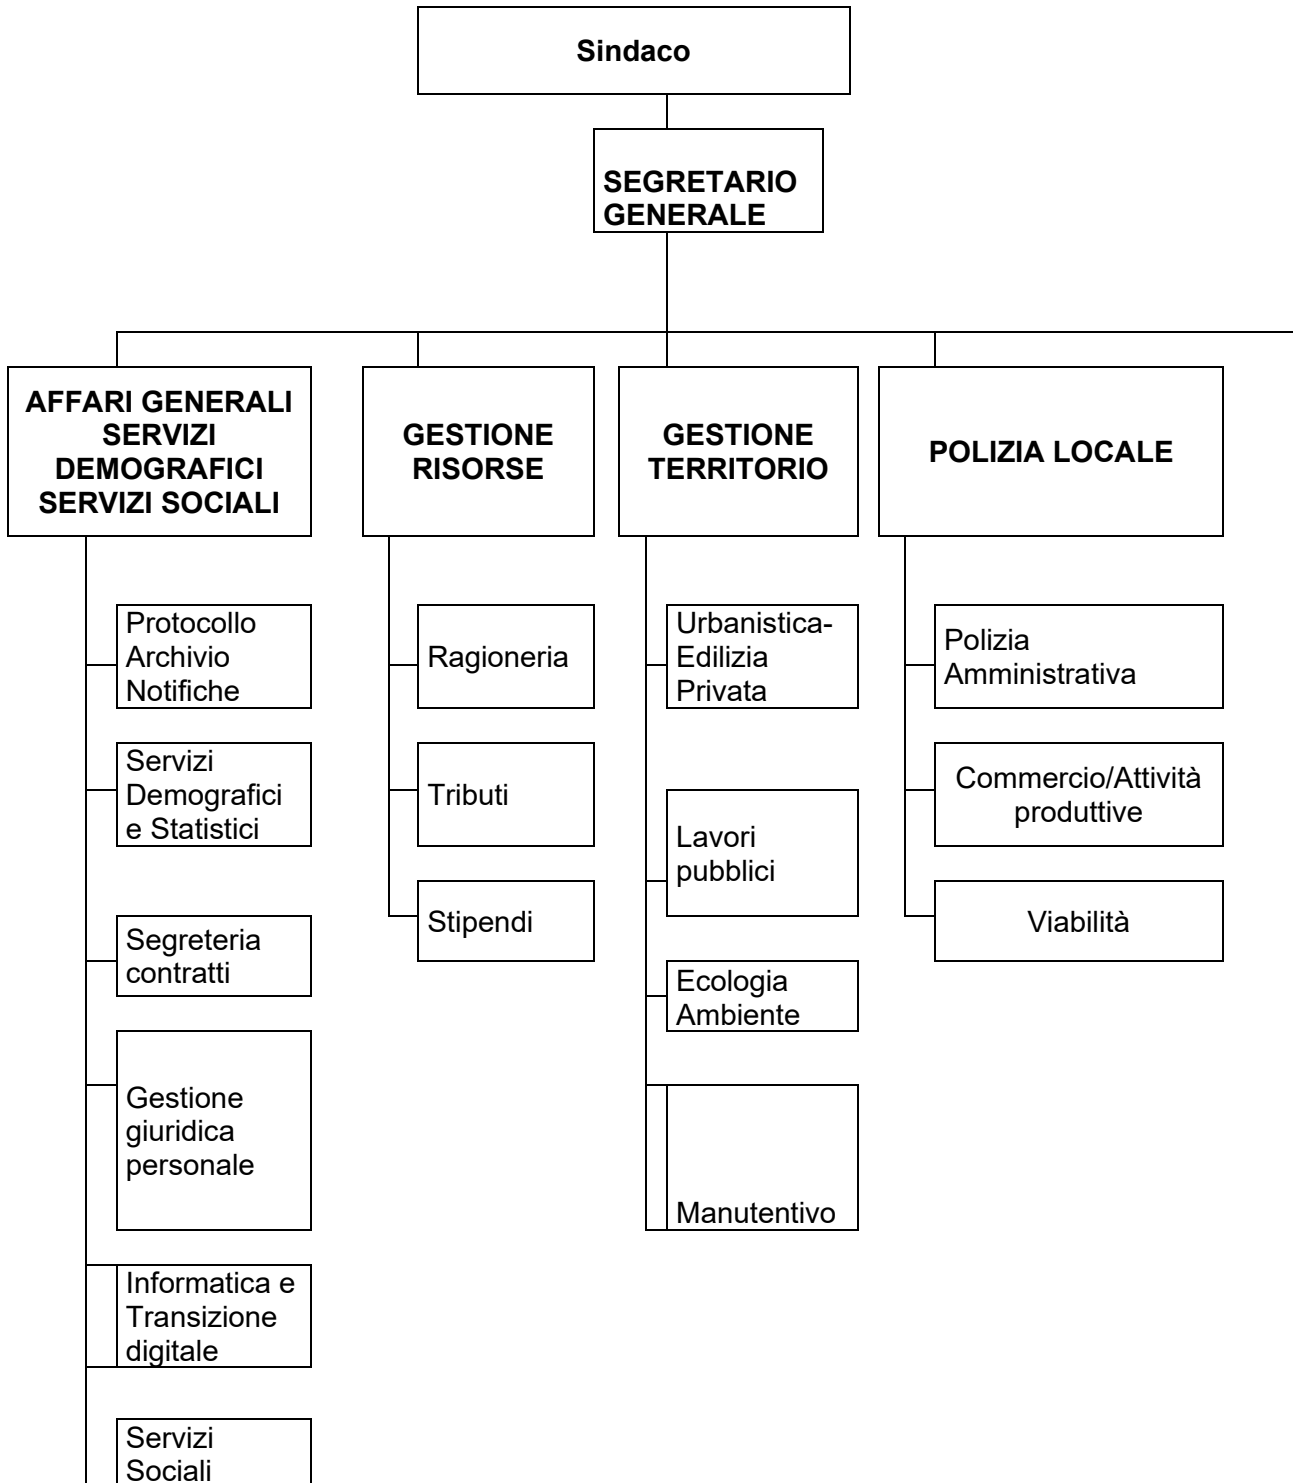 Sindaco
SEGRETARIO
GENERALE
AFFARI GENERALI
SERVIZI
DEMOGRAFICI
SERVIZI SOCIALI
GESTIONE
RISORSE
GESTIONE
TERRITORIO
POLIZIA LOCALE
Protocollo
Archivio
Notifiche
Servizi
Demografici
e Statistici
Segreteria
contratti
Gestione
giuridica
personale
Informatica e
Transizione
digitale
Servizi
Sociali
Ragioneria
Tributi
Stipendi
Urbanistica-
Edilizia
Privata
Lavori
pubblici
Ecologia
Ambiente
Manutentivo
Polizia
Amministrativa
Commercio/Attività
produttive
Viabilità